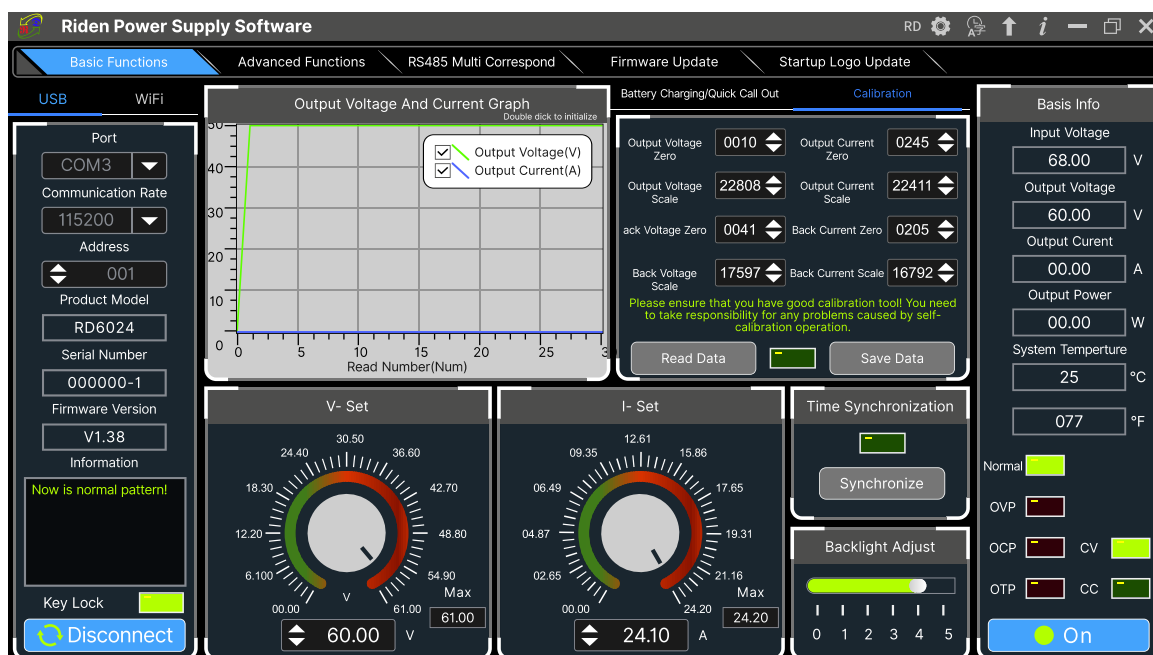 Riden Power Supply Software
RD
Basic Functions
Advanced Functions
RS485 Multi Correspond
Firmware Update
Startup Logo Update
USB
WiFi
Port
COM3
Communication Rate
115200
Address
001
Product Model
RD6024
Serial Number
000000-1
Firmware Version
V1.38
Information
Now is normal pattern!
Key Lock
Disconnect
Output Voltage And Current Graph
Double dick to initialize
50
40
30
20
10
0
Output Voltage(V)
Output Current(A)
0 5 10 15 20 25 3
Read Number(Num)
Battery Charging/Quick Call Out
Calibration
Output Voltage
Zero
0010
Output Current
Zero
0245
Output Voltage
Scale
22808
Output Current
Scale
22411
ack Voltage Zero
0041
Back Current Zero
0205
Back Voltage
Scale
17597
Back Current Scale
16792
Please ensure that you have good calibration tool! You need
to take responsibility for any problems caused by self-
calibration operation.
Read Data
Save Data
V- Set
30.50
24.40
36.60
18.30
42.70
12.20
48.80
6.100
54.90
00.00
V
61.00
Max
61.00
60.00 V
I- Set
12.61
09.35
15.86
06.49
17.65
04.87
19.31
02.65
21.16
00.00
24.20
Max
24.20
24.10 A
Time Synchronization
Synchronize
Backlight Adjust
0 1 2 3 4 5
Basis Info
Input Voltage
68.00 V
Output Voltage
60.00 V
Output Curent
00.00 A
Output Power
00.00 W
System Temperture
25 °C
077 °F
Normal
OVP
OCP
CV
OTP
CC
On